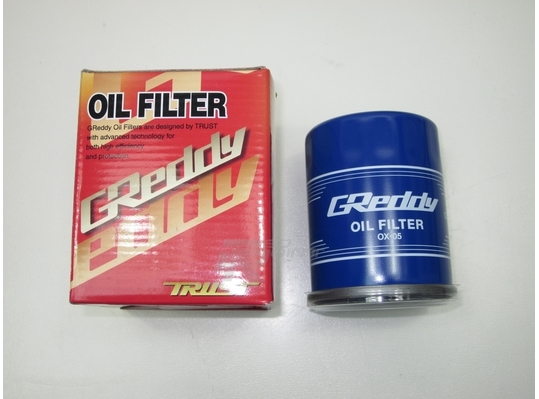 OIL FILTER
GReddy Oil Filters are designed by TRUST
with advanced technology for
both high efficiency
and
GReddy
TRUST
GReddy
OIL FILTER
OX-05